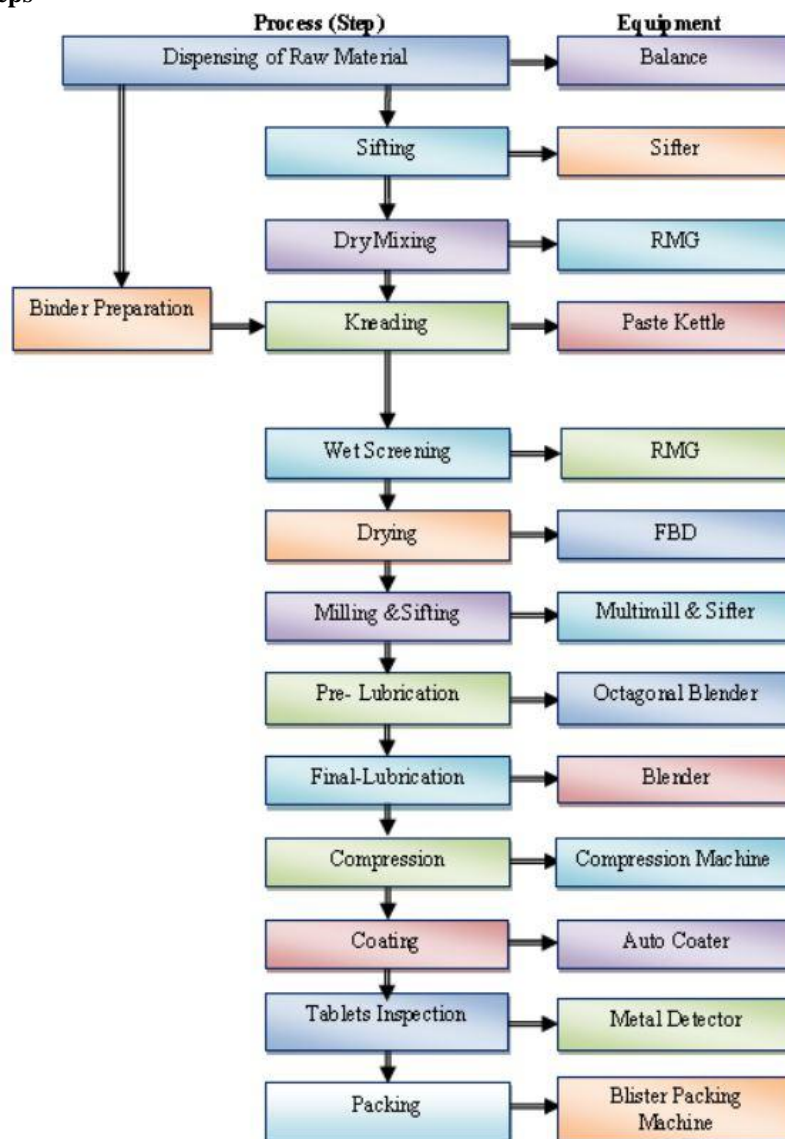 Process (Step) Equipment
Dispensing of Raw Material Balance
Sifting Sifter
Dry Mixing RMG
Binder Preparation Kneading Paste Kettle
Wet Screening RMG
Drying FBD
Milling &Sifting Multimill & Sifter
Pre- Lubrication Octagonal Blender
Final-Lubrication Blender
Compression Compression Machine
Coating Auto Coater
Tablets Inspection Metal Detector
Packing Blister Packing
Machine